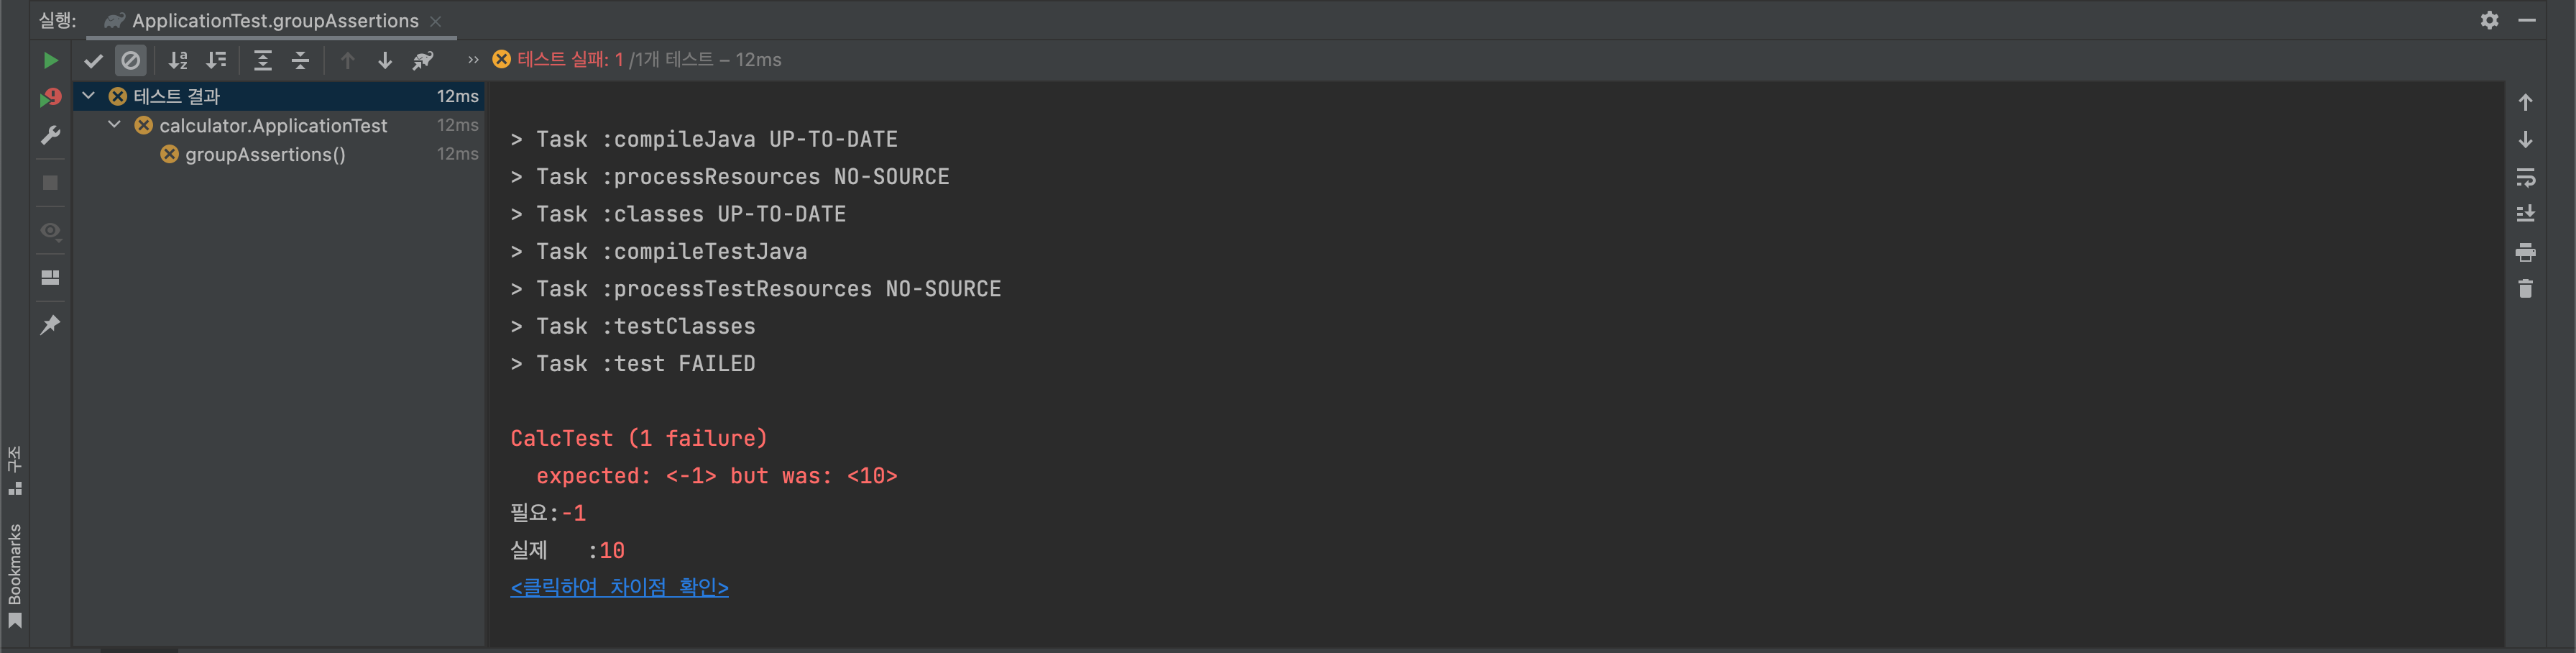 실행: ApplicationTest.groupAssertions
테스트 실패: 1 /1개 테스트 – 12ms
테스트 결과 12ms
calculator.ApplicationTest 12ms
groupAssertions() 12ms
> Task :compileJava UP-TO-DATE
> Task :processResources NO-SOURCE
> Task :classes UP-TO-DATE
> Task :compileTestJava
> Task :processTestResources NO-SOURCE
> Task :testClasses
> Task :test FAILED
CalcTest (1 failure)
expected: <-1> but was: <10>
필요:-1
실제 :10
<클릭하여 차이점 확인>
구조
Bookmarks